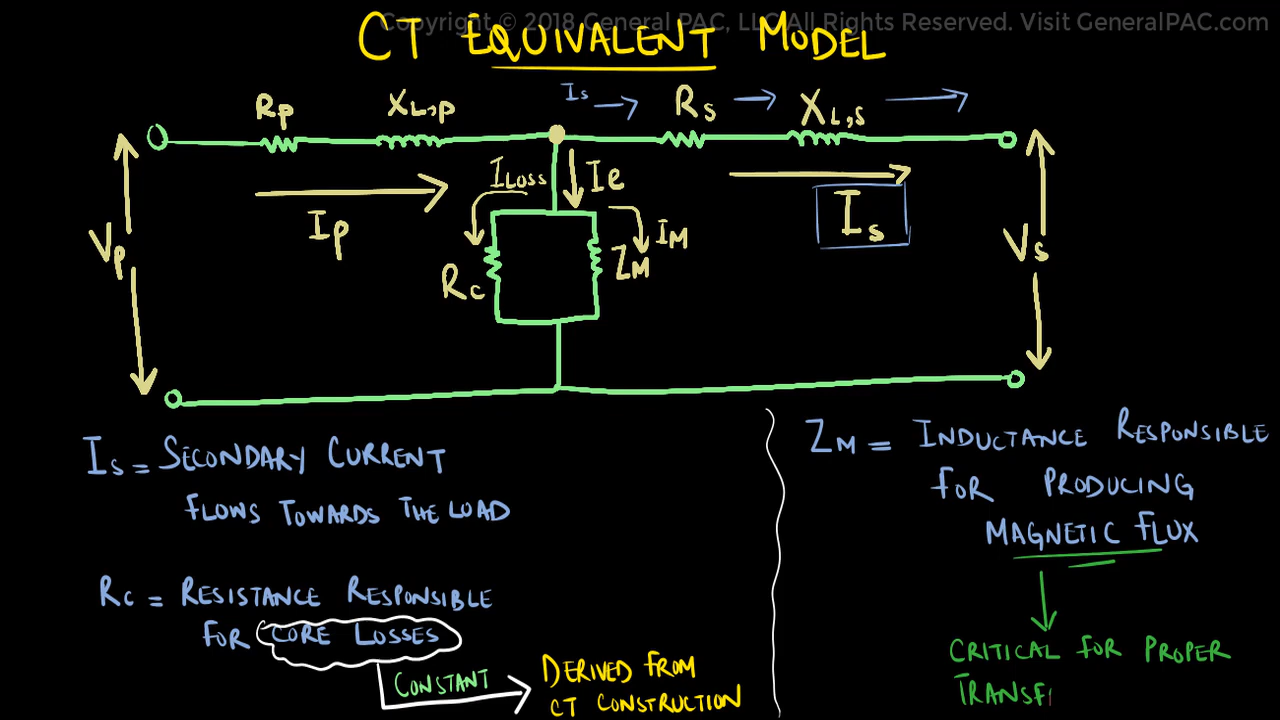 Copyright © 2018 General PAC, LLC All Rights Reserved. Visit GeneralPAC.com
CT EQUIVALENT MODEL
Rp
XL,p
Is
Rs
XL,s
ILOSS
Ie
Ip
Is
IM
Vp
Vs
Rc
ZM
Is = SECONDARY CURRENT
FLOWS TOWARDS THE LOAD
Rc = RESISTANCE RESPONSIBLE
FOR CORE LOSSES
CONSTANT
DERIVED FROM
CT CONSTRUCTION
ZM = INDUCTANCE RESPONSIBLE
FOR PRODUCING
MAGNETIC FLUX
CRITICAL FOR PROPER
TRANSF